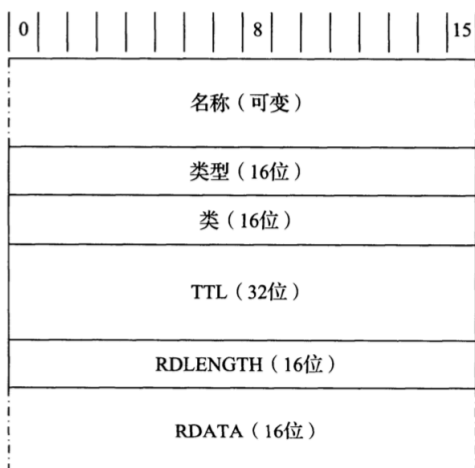 0 8 15
名称（可变）
类型（16位）
类（16位）
TTL（32位）
RDLENGTH（16位）
RDATA（16位）